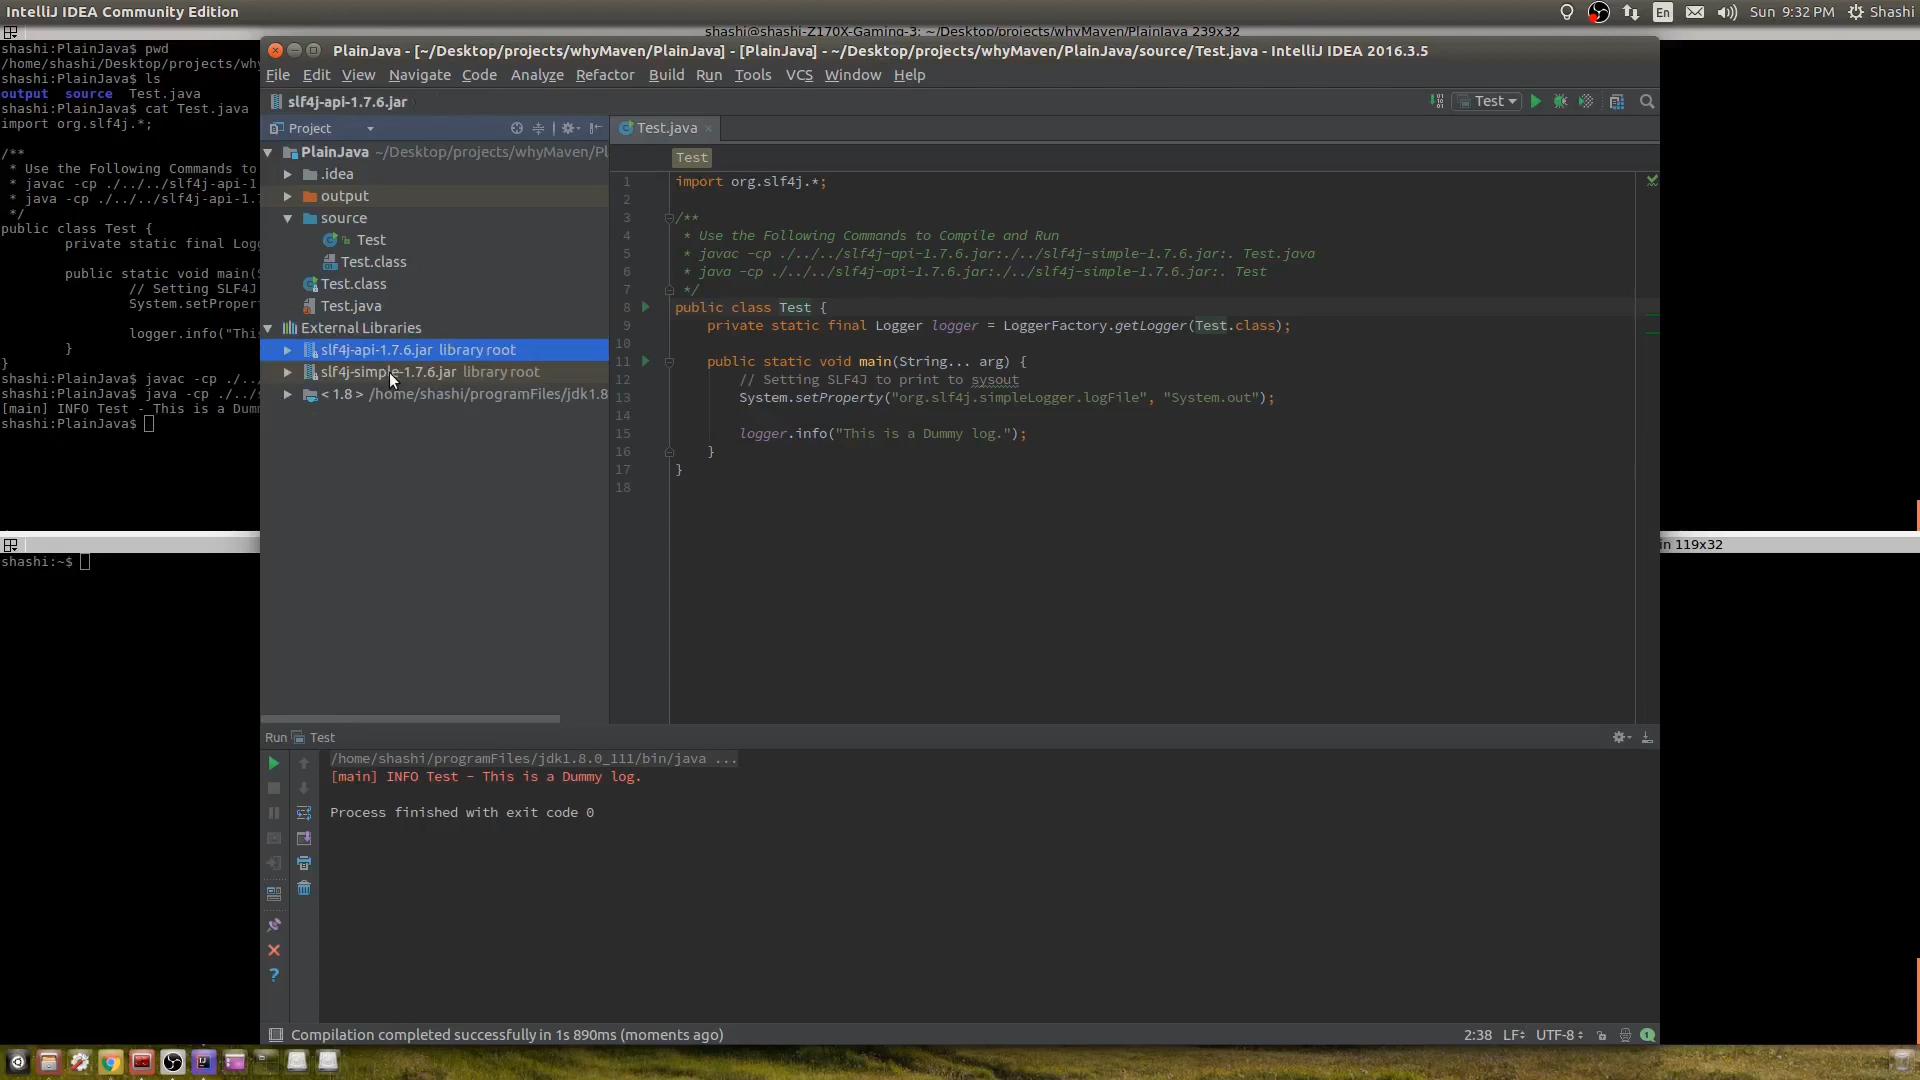 IntelliJ IDEA Community Edition
En
Sun 9:32 PM
Shashi
shashi@shashi-Z170X-Gaming-3: ~/Desktop/projects/whyMaven/PlainJava 239x32
shashi:PlainJava$ pwd
/home/shashi/Desktop/projects/why
shashi:PlainJava$ ls
output source Test.java
shashi:PlainJava$ cat Test.java
import org.slf4j.*;
/**
* Use the Following Commands to
* javac -cp ./../../slf4j-api-1
* java -cp ./../../slf4j-api-1.
*/
public class Test {
private static final Log
public static void main(S
// Setting SLF4J
System.setProper
logger.info("This
}
}
shashi:PlainJava$ javac -cp ./..
shashi:PlainJava$ java -cp ./../s
[main] INFO Test - This is a Dum
shashi:PlainJava$
shashi:~$
in 119x32
PlainJava - [~/Desktop/projects/whyMaven/PlainJava] - [PlainJava] - ~/Desktop/projects/whyMaven/PlainJava/source/Test.java - IntelliJ IDEA 2016.3.5
File Edit View Navigate Code Analyze Refactor Build Run Tools VCS Window Help
slf4j-api-1.7.6.jar
Test
Project
PlainJava ~/Desktop/projects/whyMaven/Pl
.idea
output
source
Test
Test.class
Test.class
Test.java
External Libraries
slf4j-api-1.7.6.jar library root
slf4j-simple-1.7.6.jar library root
< 1.8 > /home/shashi/programFiles/jdk1.8
Test.java
Test
1 import org.slf4j.*;
2
3 /**
4 * Use the Following Commands to Compile and Run
5 * javac -cp ./../../slf4j-api-1.7.6.jar:./../slf4j-simple-1.7.6.jar:. Test.java
6 * java -cp ./../../slf4j-api-1.7.6.jar:./../slf4j-simple-1.7.6.jar:. Test
7 */
8 public class Test {
9 private static final Logger logger = LoggerFactory.getLogger(Test.class);
10
11 public static void main(String... arg) {
12 // Setting SLF4J to print to sysout
13 System.setProperty("org.slf4j.simpleLogger.logFile", "System.out");
14
15 logger.info("This is a Dummy log.");
16 }
17 }
18
Run Test
/home/shashi/programFiles/jdk1.8.0_111/bin/java ...
[main] INFO Test - This is a Dummy log.
Process finished with exit code 0
Compilation completed successfully in 1s 890ms (moments ago)
2:38 LF÷ UTF-8÷
1